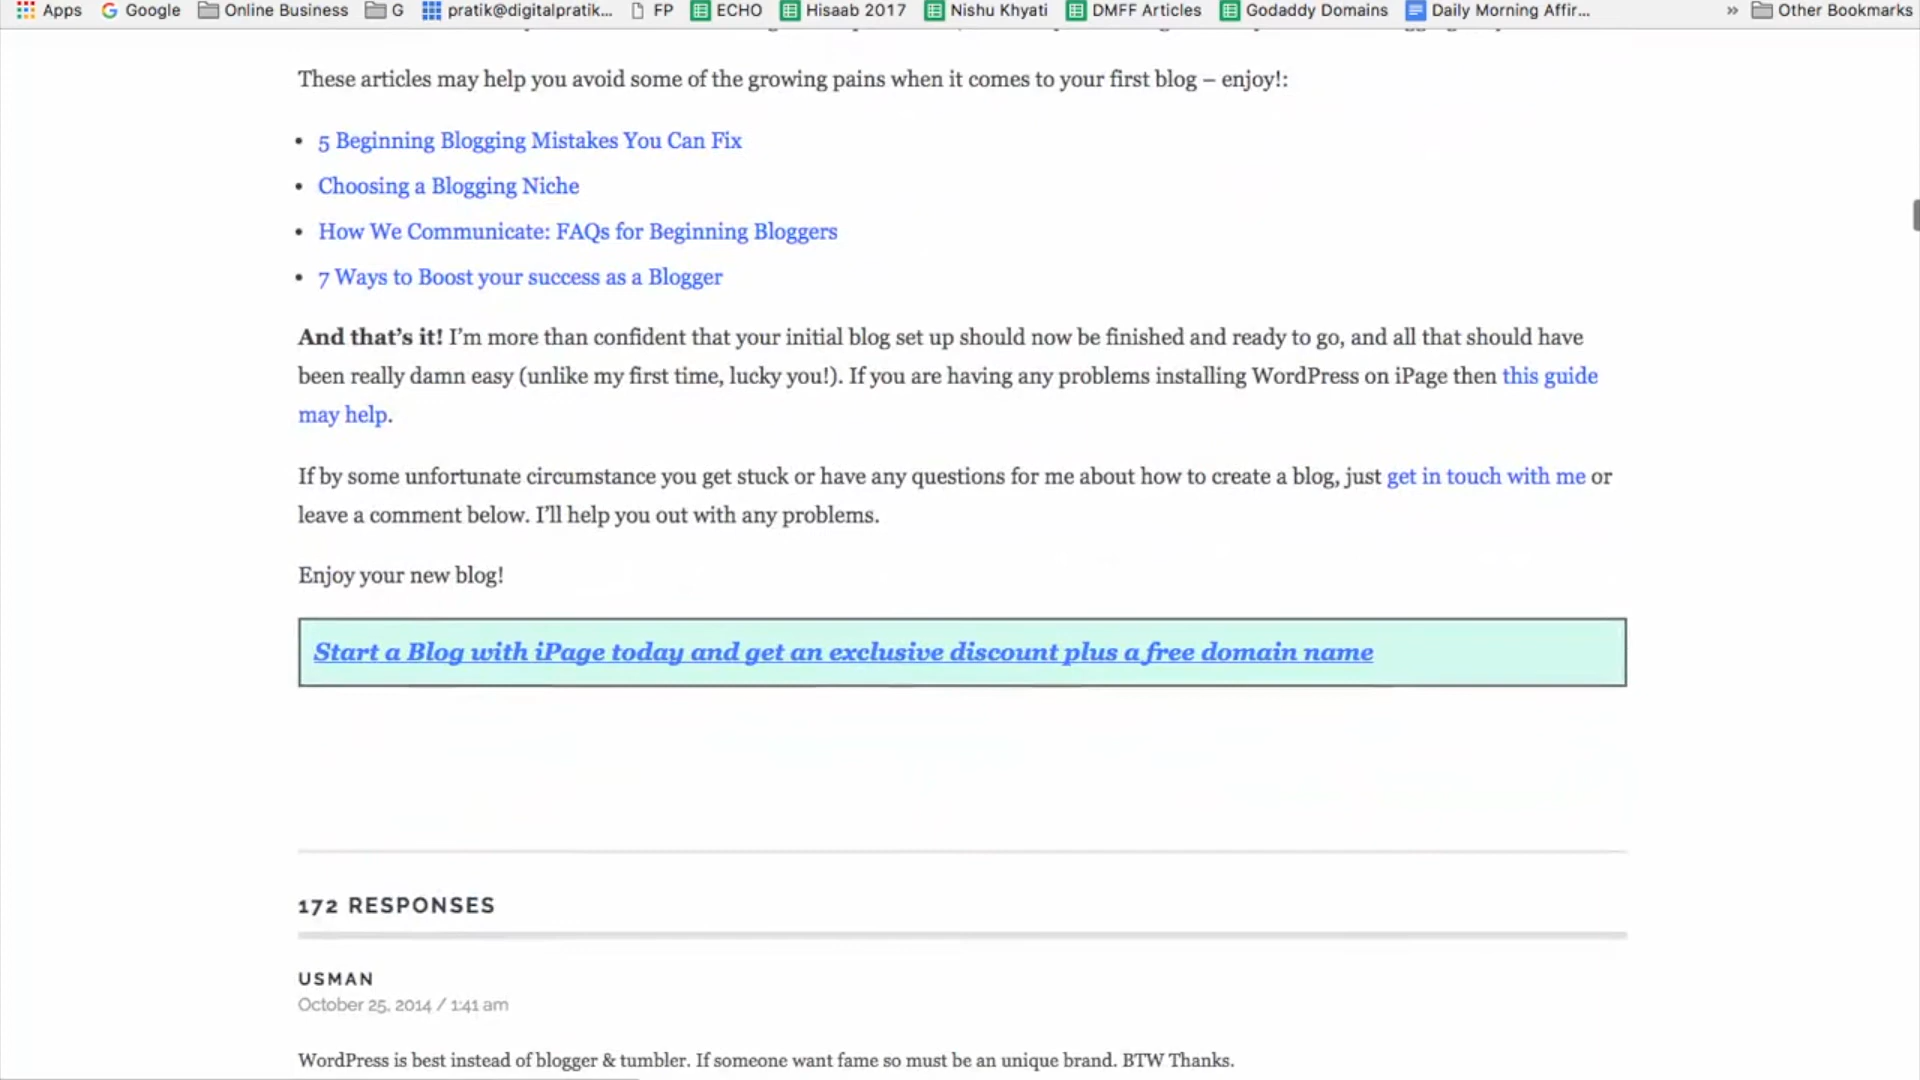 Apps Google Online Business G pratik@digitalpratik... FP ECHO Hisaab 2017 Nishu Khyati DMFF Articles Godaddy Domains Daily Morning Affir... » Other Bookmarks
These articles may help you avoid some of the growing pains when it comes to your first blog – enjoy!:
• 5 Beginning Blogging Mistakes You Can Fix
• Choosing a Blogging Niche
• How We Communicate: FAQs for Beginning Bloggers
• 7 Ways to Boost your success as a Blogger
And that's it! I'm more than confident that your initial blog set up should now be finished and ready to go, and all that should have
been really damn easy (unlike my first time, lucky you!). If you are having any problems installing WordPress on iPage then this guide
may help.
If by some unfortunate circumstance you get stuck or have any questions for me about how to create a blog, just get in touch with me or
leave a comment below. I'll help you out with any problems.
Enjoy your new blog!
Start a Blog with iPage today and get an exclusive discount plus a free domain name
172 RESPONSES
USMAN
October 25, 2014 / 1:41 am
WordPress is best instead of blogger & tumbler. If someone want fame so must be an unique brand. BTW Thanks.